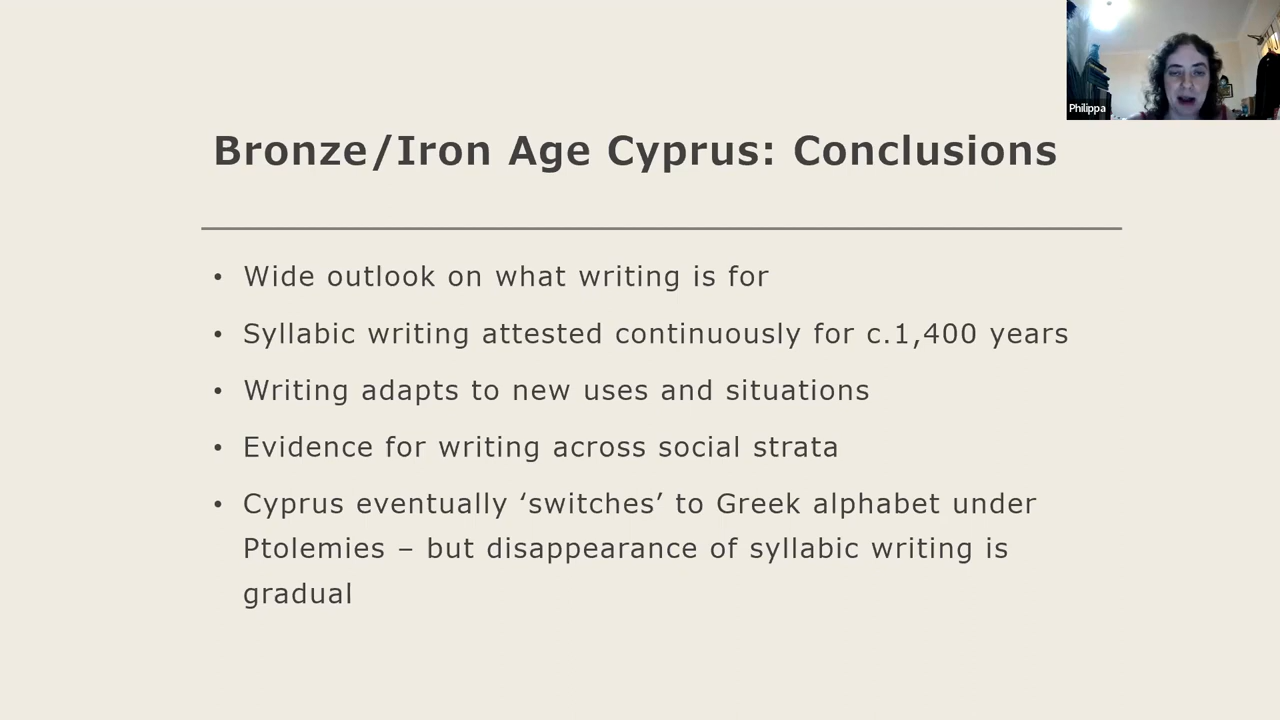 Philippa
Bronze/Iron Age Cyprus: Conclusions
• Wide outlook on what writing is for
• Syllabic writing attested continuously for c.1,400 years
• Writing adapts to new uses and situations
• Evidence for writing across social strata
• Cyprus eventually ‘switches’ to Greek alphabet under
Ptolemies – but disappearance of syllabic writing is
gradual